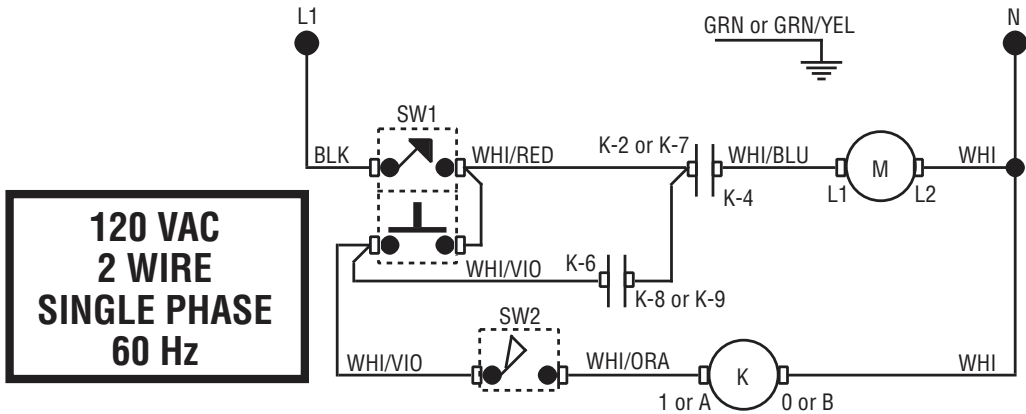 L1
GRN or GRN/YEL
N
SW1
BLK
WHI/RED
K-2 or K-7
WHI/BLU
M
WHI
L1
L2
K-4
120 VAC
2 WIRE
SINGLE PHASE
60 Hz
WHI/VIO
K-6
K-8 or K-9
SW2
WHI/VIO
WHI/ORA
K
WHI
1 or A
0 or B